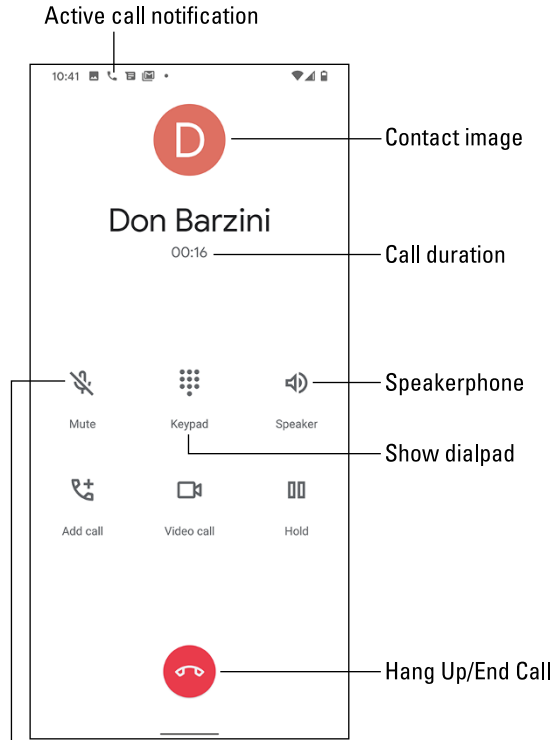 Active call notification
10:41
D
Contact image
Don Barzini
00:16
Call duration
Speakerphone
Mute
Keypad
Speaker
Show dialpad
Add call
Video call
Hold
Hang Up/End Call